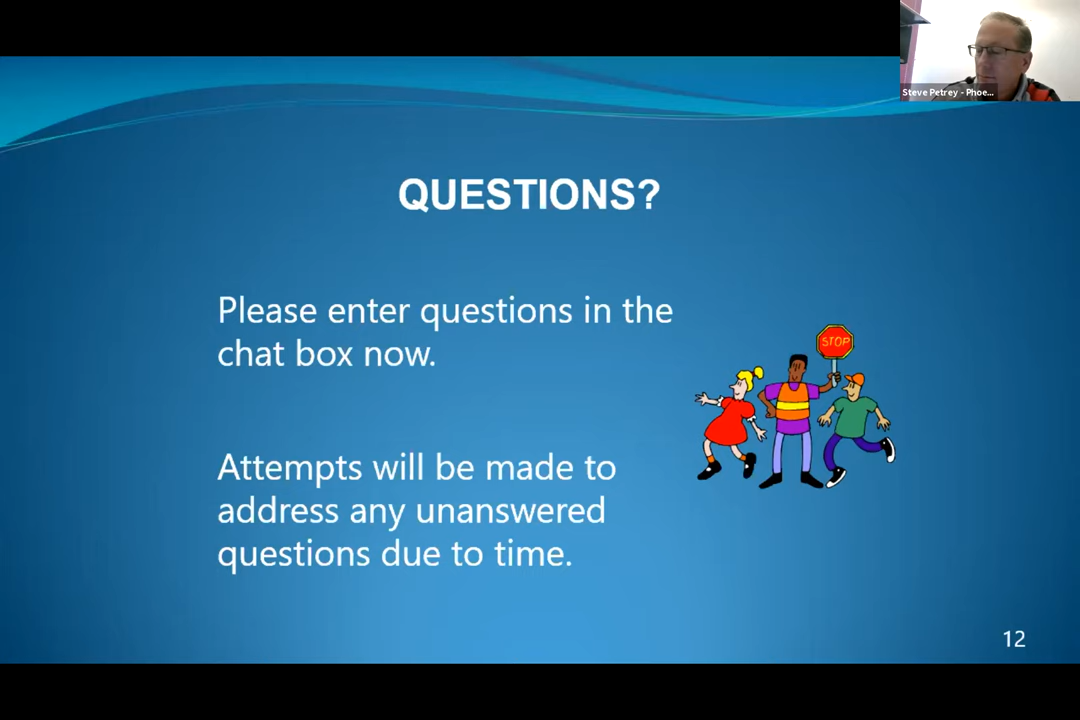 Steve Petrey - Phoe...
QUESTIONS?
Please enter questions in the
chat box now.
STOP
Attempts will be made to
address any unanswered
questions due to time.
12